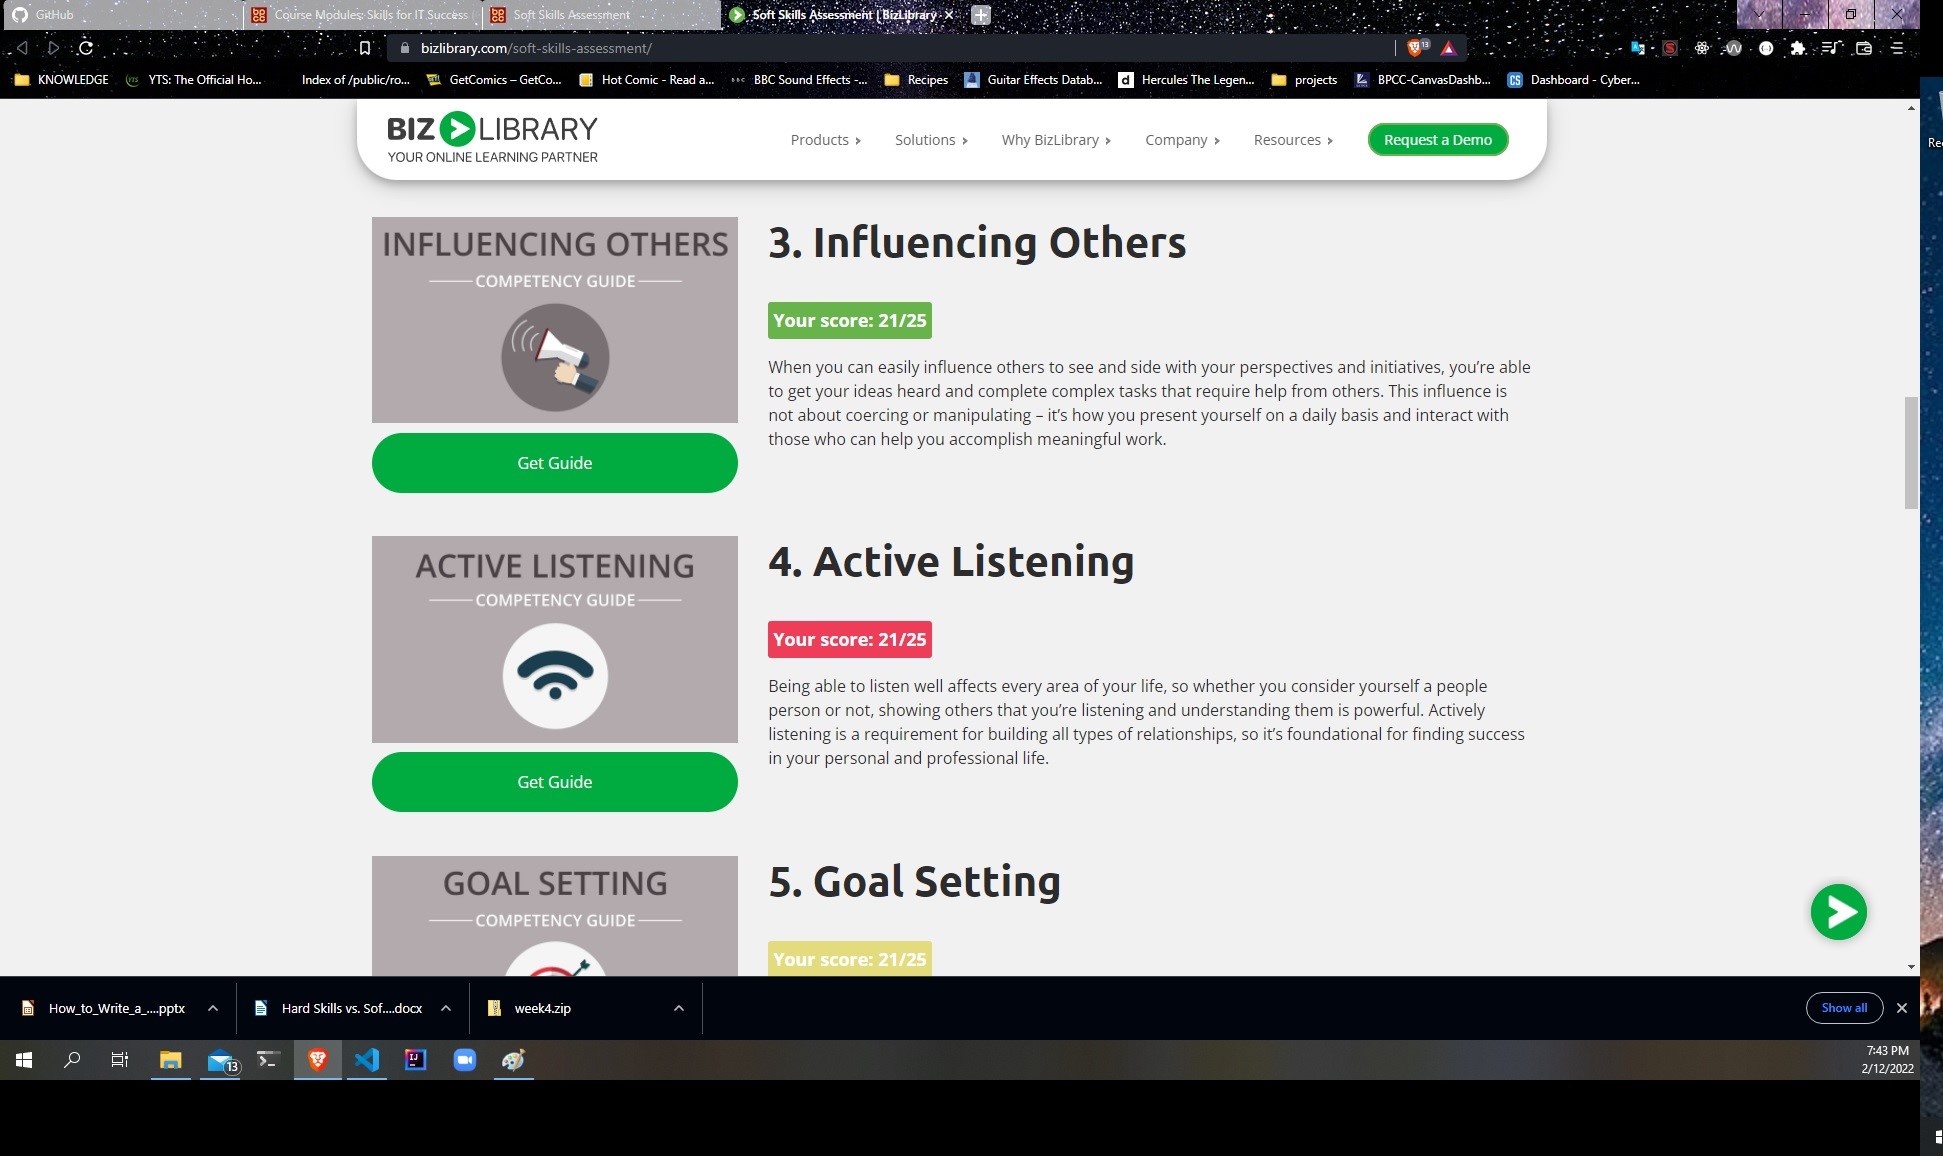 GitHub
Course Modules: Skills for IT Success
Soft Skills Assessment
Soft Skills Assessment | BizLibrary
bizlibrary.com/soft-skills-assessment/
13
KNOWLEDGE
YTS: The Official Ho...
Index of /public/ro...
GetComics – GetCo...
Hot Comic - Read a...
BBC Sound Effects -...
Recipes
Guitar Effects Datab...
Hercules The Legen...
projects
BPCC-CanvasDashb...
Dashboard - Cyber...
BIZ LIBRARY
YOUR ONLINE LEARNING PARTNER
Products
Solutions
Why BizLibrary
Company
Resources
Request a Demo
INFLUENCING OTHERS
COMPETENCY GUIDE
Get Guide
3. Influencing Others
Your score: 21/25
When you can easily influence others to see and side with your perspectives and initiatives, you’re able
to get your ideas heard and complete complex tasks that require help from others. This influence is
not about coercing or manipulating – it’s how you present yourself on a daily basis and interact with
those who can help you accomplish meaningful work.
ACTIVE LISTENING
COMPETENCY GUIDE
Get Guide
4. Active Listening
Your score: 21/25
Being able to listen well affects every area of your life, so whether you consider yourself a people
person or not, showing others that you’re listening and understanding them is powerful. Actively
listening is a requirement for building all types of relationships, so it’s foundational for finding success
in your personal and professional life.
GOAL SETTING
COMPETENCY GUIDE
5. Goal Setting
Your score: 21/25
How_to_Write_a_....pptx
Hard Skills vs. Sof....docx
week4.zip
Show all
13
7:43 PM
2/12/2022